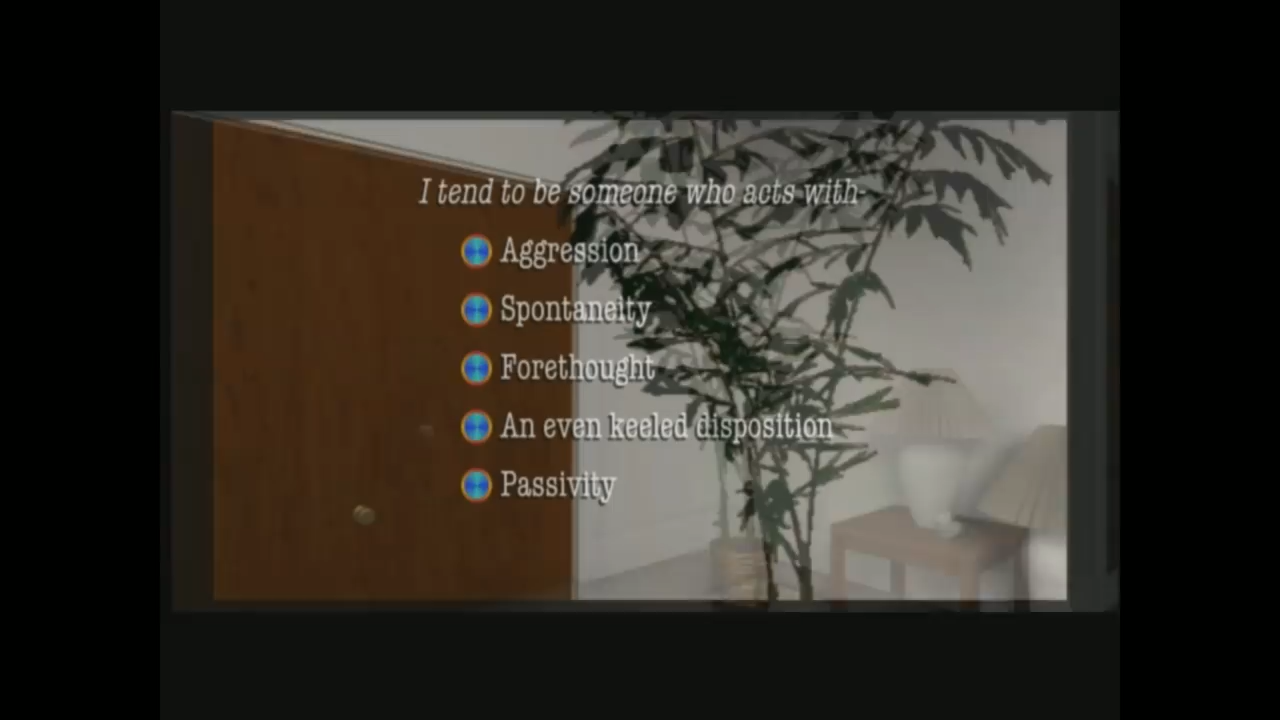 I tend to be someone who acts with-
Aggression
Spontaneity
Forethought
An even keeled disposition
Passivity